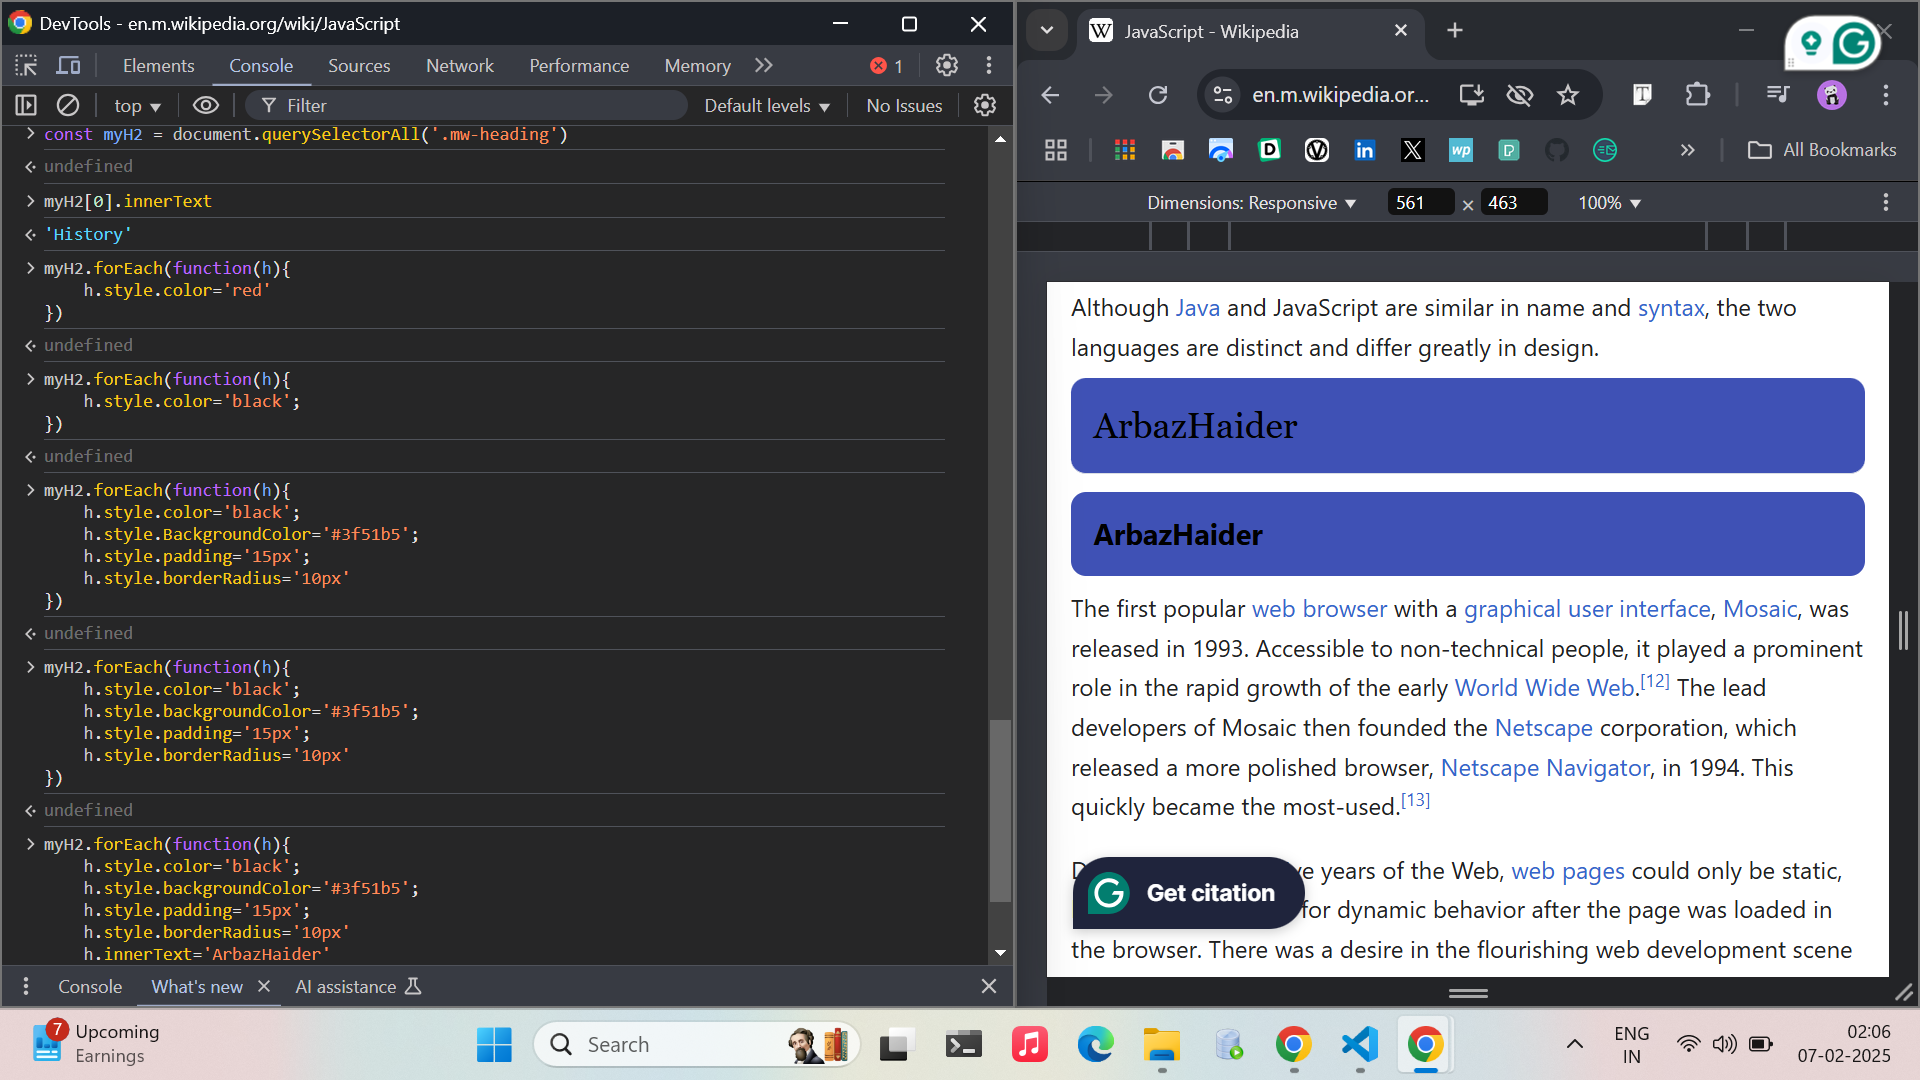 DevTools - en.m.wikipedia.org/wiki/JavaScript
Elements Console Sources Network Performance Memory 1
top Filter Default levels No Issues
const myH2 = document.querySelectorAll('.mw-heading')
undefined
myH2[0].innerText
'History'
myH2.forEach(function(h){
h.style.color='red'
})
undefined
myH2.forEach(function(h){
h.style.color='black';
})
undefined
myH2.forEach(function(h){
h.style.color='black';
h.style.BackgroundColor='#3f51b5';
h.style.padding='15px';
h.style.borderRadius='10px'
})
undefined
myH2.forEach(function(h){
h.style.color='black';
h.style.backgroundColor='#3f51b5';
h.style.padding='15px';
h.style.borderRadius='10px'
})
undefined
myH2.forEach(function(h){
h.style.color='black';
h.style.backgroundColor='#3f51b5';
h.style.padding='15px';
h.style.borderRadius='10px'
h.innerText='ArbazHaider'
Console What's new AI assistance
W JavaScript - Wikipedia
en.m.wikipedia.or...
All Bookmarks
Dimensions: Responsive 561 × 463 100%
Although Java and JavaScript are similar in name and syntax, the two
languages are distinct and differ greatly in design.
ArbazHaider
ArbazHaider
The first popular web browser with a graphical user interface, Mosaic, was
released in 1993. Accessible to non-technical people, it played a prominent
role in the rapid growth of the early World Wide Web.[12] The lead
developers of Mosaic then founded the Netscape corporation, which
released a more polished browser, Netscape Navigator, in 1994. This
quickly became the most-used.[13]
years of the Web, web pages could only be static,
Get citation
for dynamic behavior after the page was loaded in
the browser. There was a desire in the flourishing web development scene
7 Upcoming
Earnings
Search
ENG
IN
02:06
07-02-2025